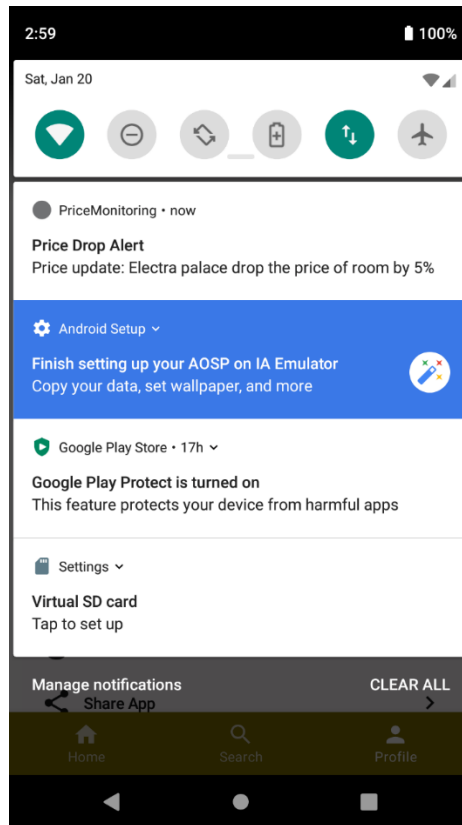 2:59 100%
Sat, Jan 20
PriceMonitoring • now
Price Drop Alert
Price update: Electra palace drop the price of room by 5%
Android Setup
Finish setting up your AOSP on IA Emulator
Copy your data, set wallpaper, and more
Google Play Store • 17h
Google Play Protect is turned on
This feature protects your device from harmful apps
Settings
Virtual SD card
Tap to set up
Manage notifications CLEAR ALL
Share App
Home Search Profile